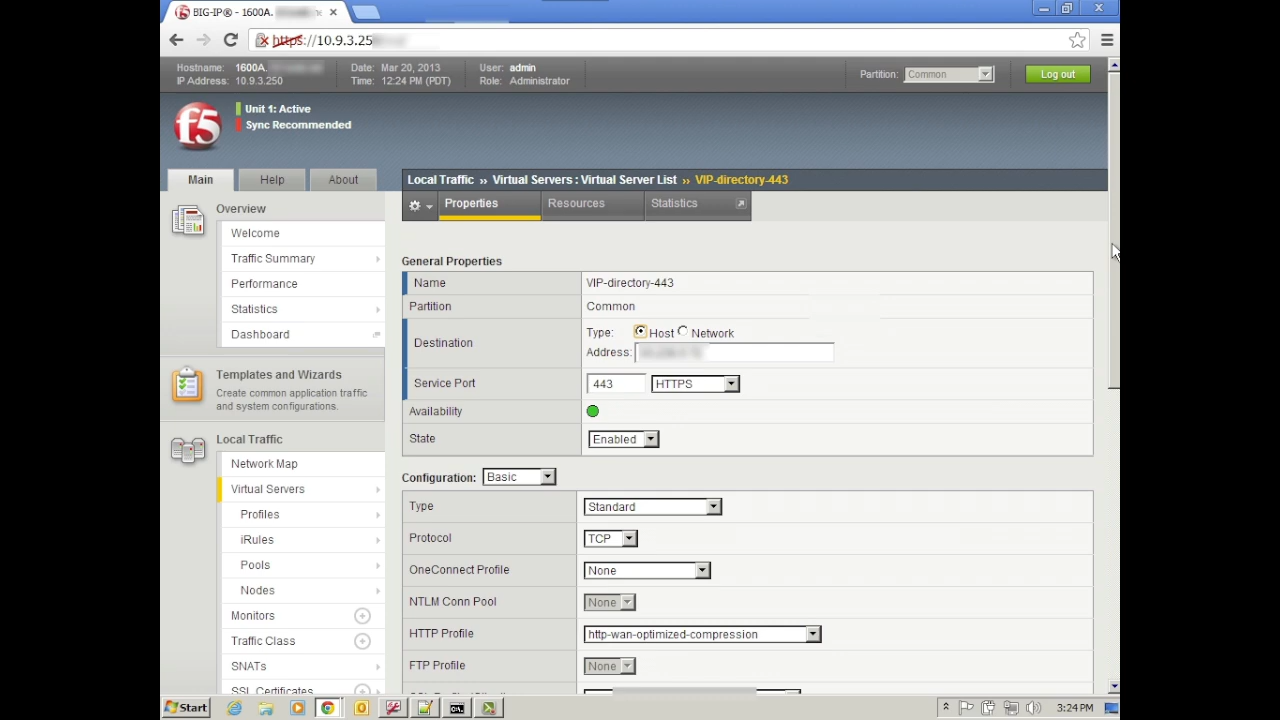 BIG-IP® - 1600A.
https://10.9.3.25
Hostname: 1600A.
IP Address: 10.9.3.250
Date: Mar 20, 2013
Time: 12:24 PM (PDT)
User: admin
Role: Administrator
Partition: Common
Log out
f5
Unit 1: Active
Sync Recommended
Main Help About
Local Traffic ›› Virtual Servers : Virtual Server List ›› VIP-directory-443
Properties Resources Statistics
Overview
Welcome
Traffic Summary
Performance
Statistics
Dashboard
Templates and Wizards
Create common application traffic
and system configurations.
Local Traffic
Network Map
Virtual Servers
Profiles
iRules
Pools
Nodes
Monitors
Traffic Class
SNATs
SSL Certificates
General Properties
Name VIP-directory-443
Partition Common
Destination Type: Host Network
Address:
Service Port 443 HTTPS
Availability
State Enabled
Configuration: Basic
Type Standard
Protocol TCP
OneConnect Profile None
NTLM Conn Pool None
HTTP Profile http-wan-optimized-compression
FTP Profile None
Start
3:24 PM